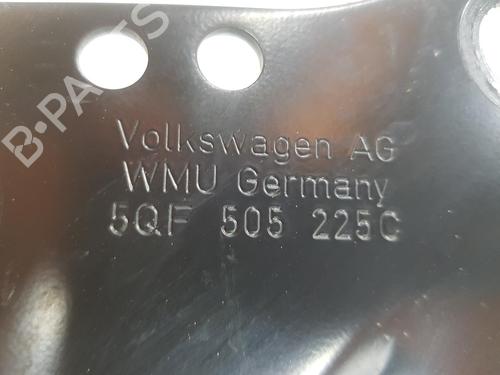 B-PARTS
Volkswagen AG
WMU Germany
5QF 505 225C